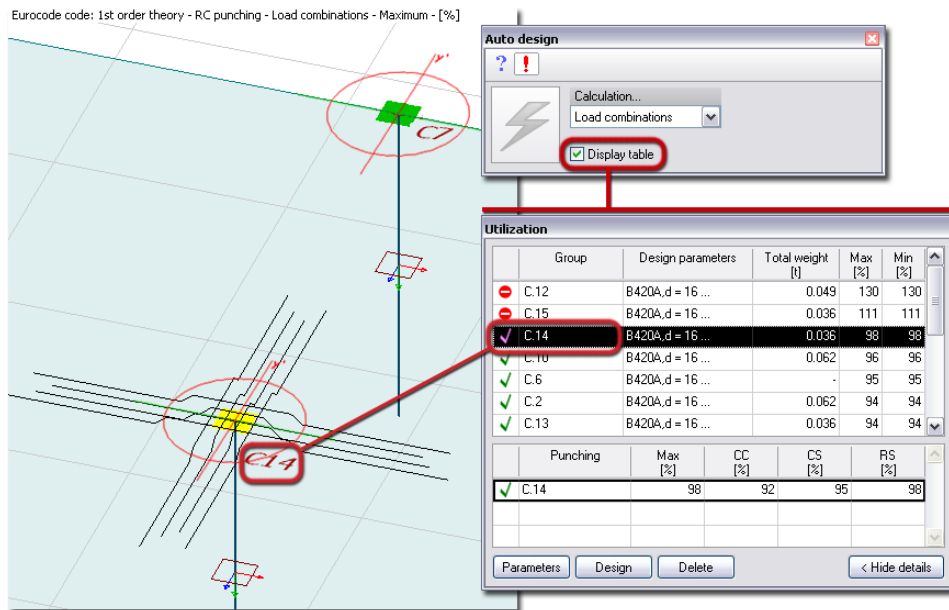 Eurocode code: 1st order theory - RC punching - Load combinations - Maximum - [%]
y'
C7
y'
C.14
Auto design
?
!
Calculation...
Load combinations
Display table
Utilization
Group Design parameters Total weight [t] Max [%] Min [%]
C.12 B420A,d = 16 ... 0.049 130 130
C.15 B420A,d = 16 ... 0.036 111 111
C.14 B420A,d = 16 ... 0.036 98 98
C.10 B420A,d = 16 ... 0.062 96 96
C.6 B420A,d = 16 ... - 95 95
C.2 B420A,d = 16 ... 0.062 94 94
C.13 B420A,d = 16 ... 0.036 94 94
Punching Max [%] CC [%] CS [%] RS [%]
C.14 98 92 95 98
Parameters Design Delete < Hide details